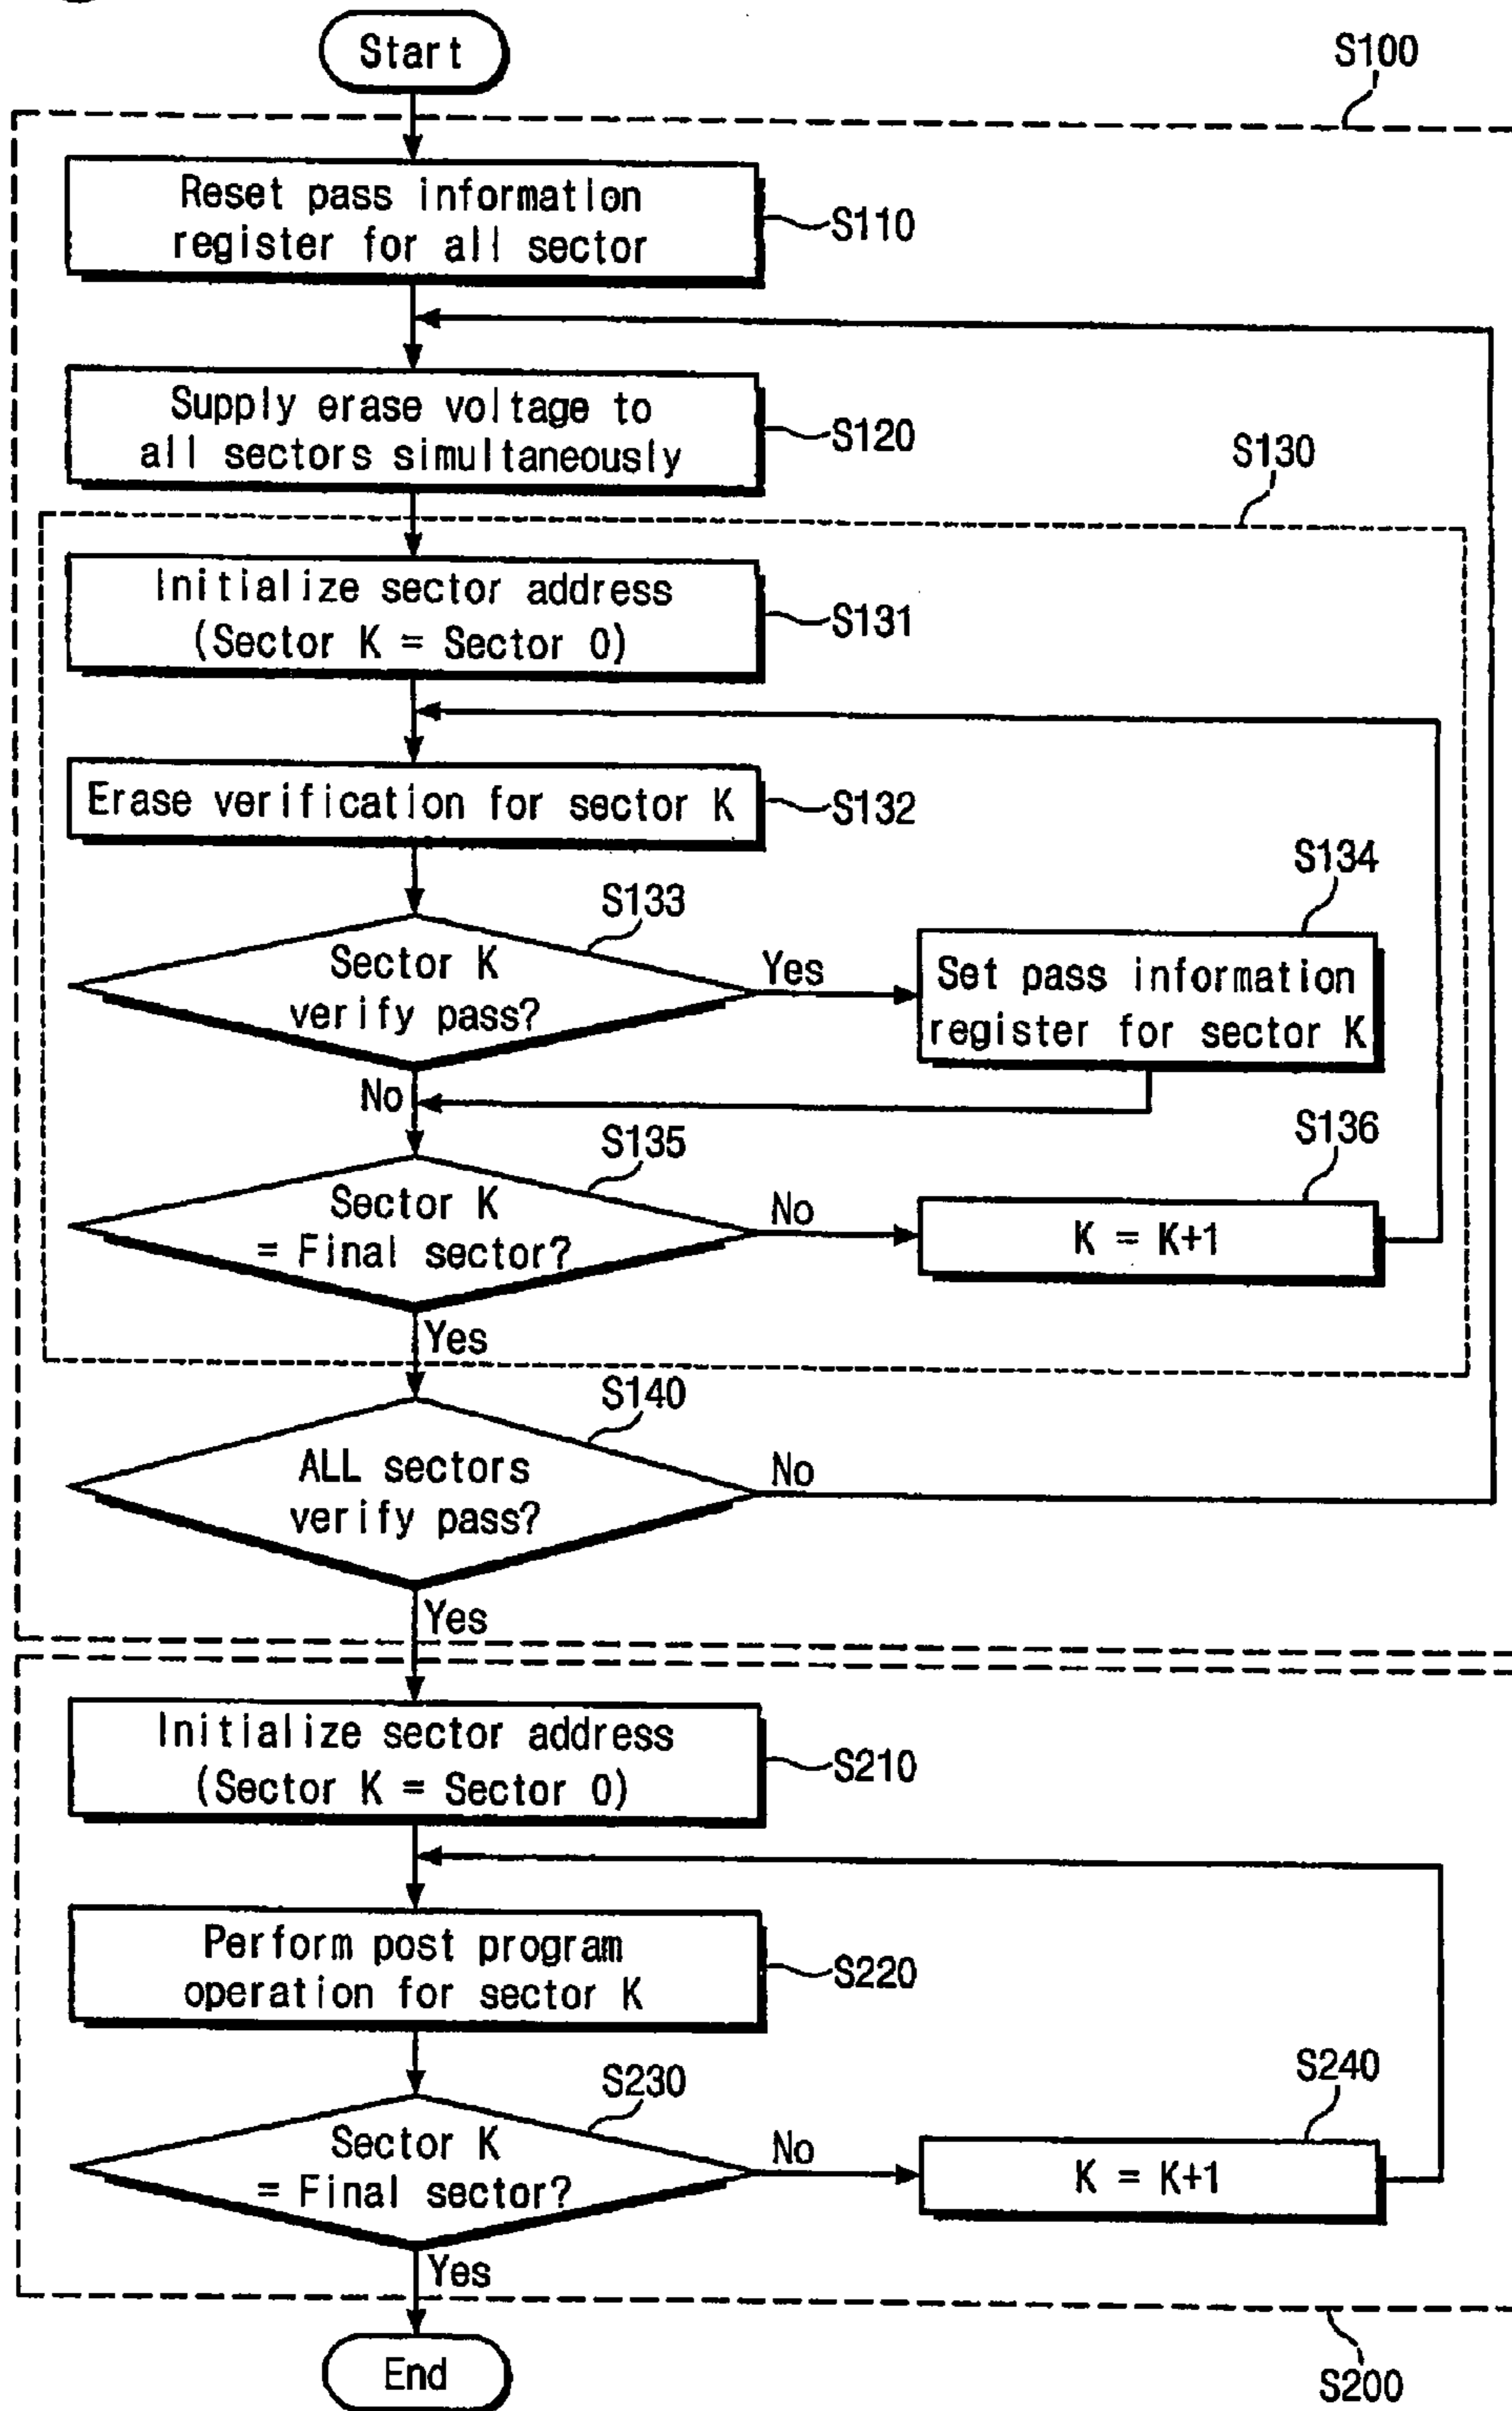 Start
S100
Reset pass information
register for all sector
S110
Supply erase voltage to
all sectors simultaneously
S120
S130
Initialize sector address
(Sector K = Sector 0)
S131
Erase verification for sector K
S132
S133
S134
Sector K
verify pass?
Yes
Set pass information
register for sector K
No
S135
S136
Sector K
= Final sector?
No
K = K+1
Yes
S140
ALL sectors
verify pass?
No
Yes
Initialize sector address
(Sector K = Sector 0)
S210
Perform post program
operation for sector K
S220
S230
S240
Sector K
= Final sector?
No
K = K+1
Yes
End
S200